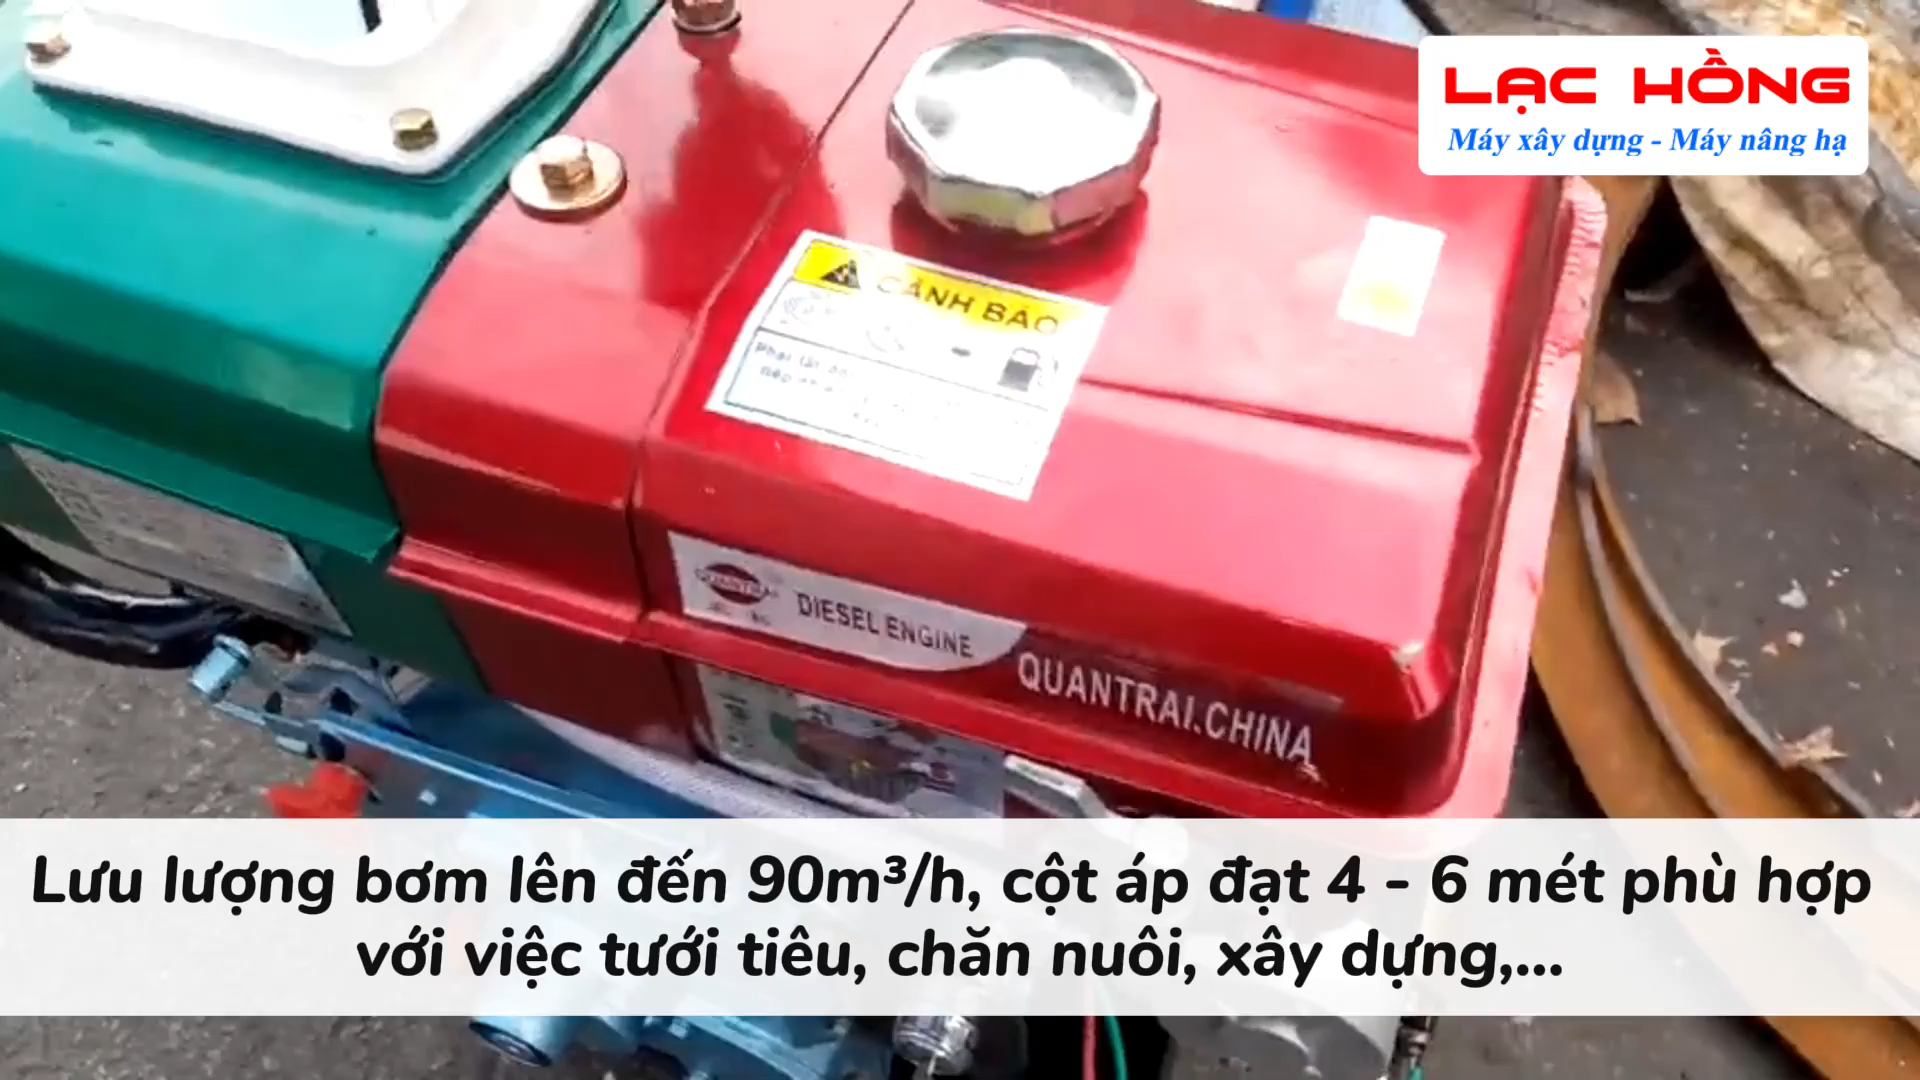 LẠC HỒNG
Máy xây dựng - Máy nâng hạ
CẢNH BÁO
QUANTRAI
DIESEL ENGINE
QUANTRAI.CHINA
Lưu lượng bơm lên đến 90m³/h, cột áp đạt 4 - 6 mét phù hợp
với việc tưới tiêu, chăn nuôi, xây dựng,...